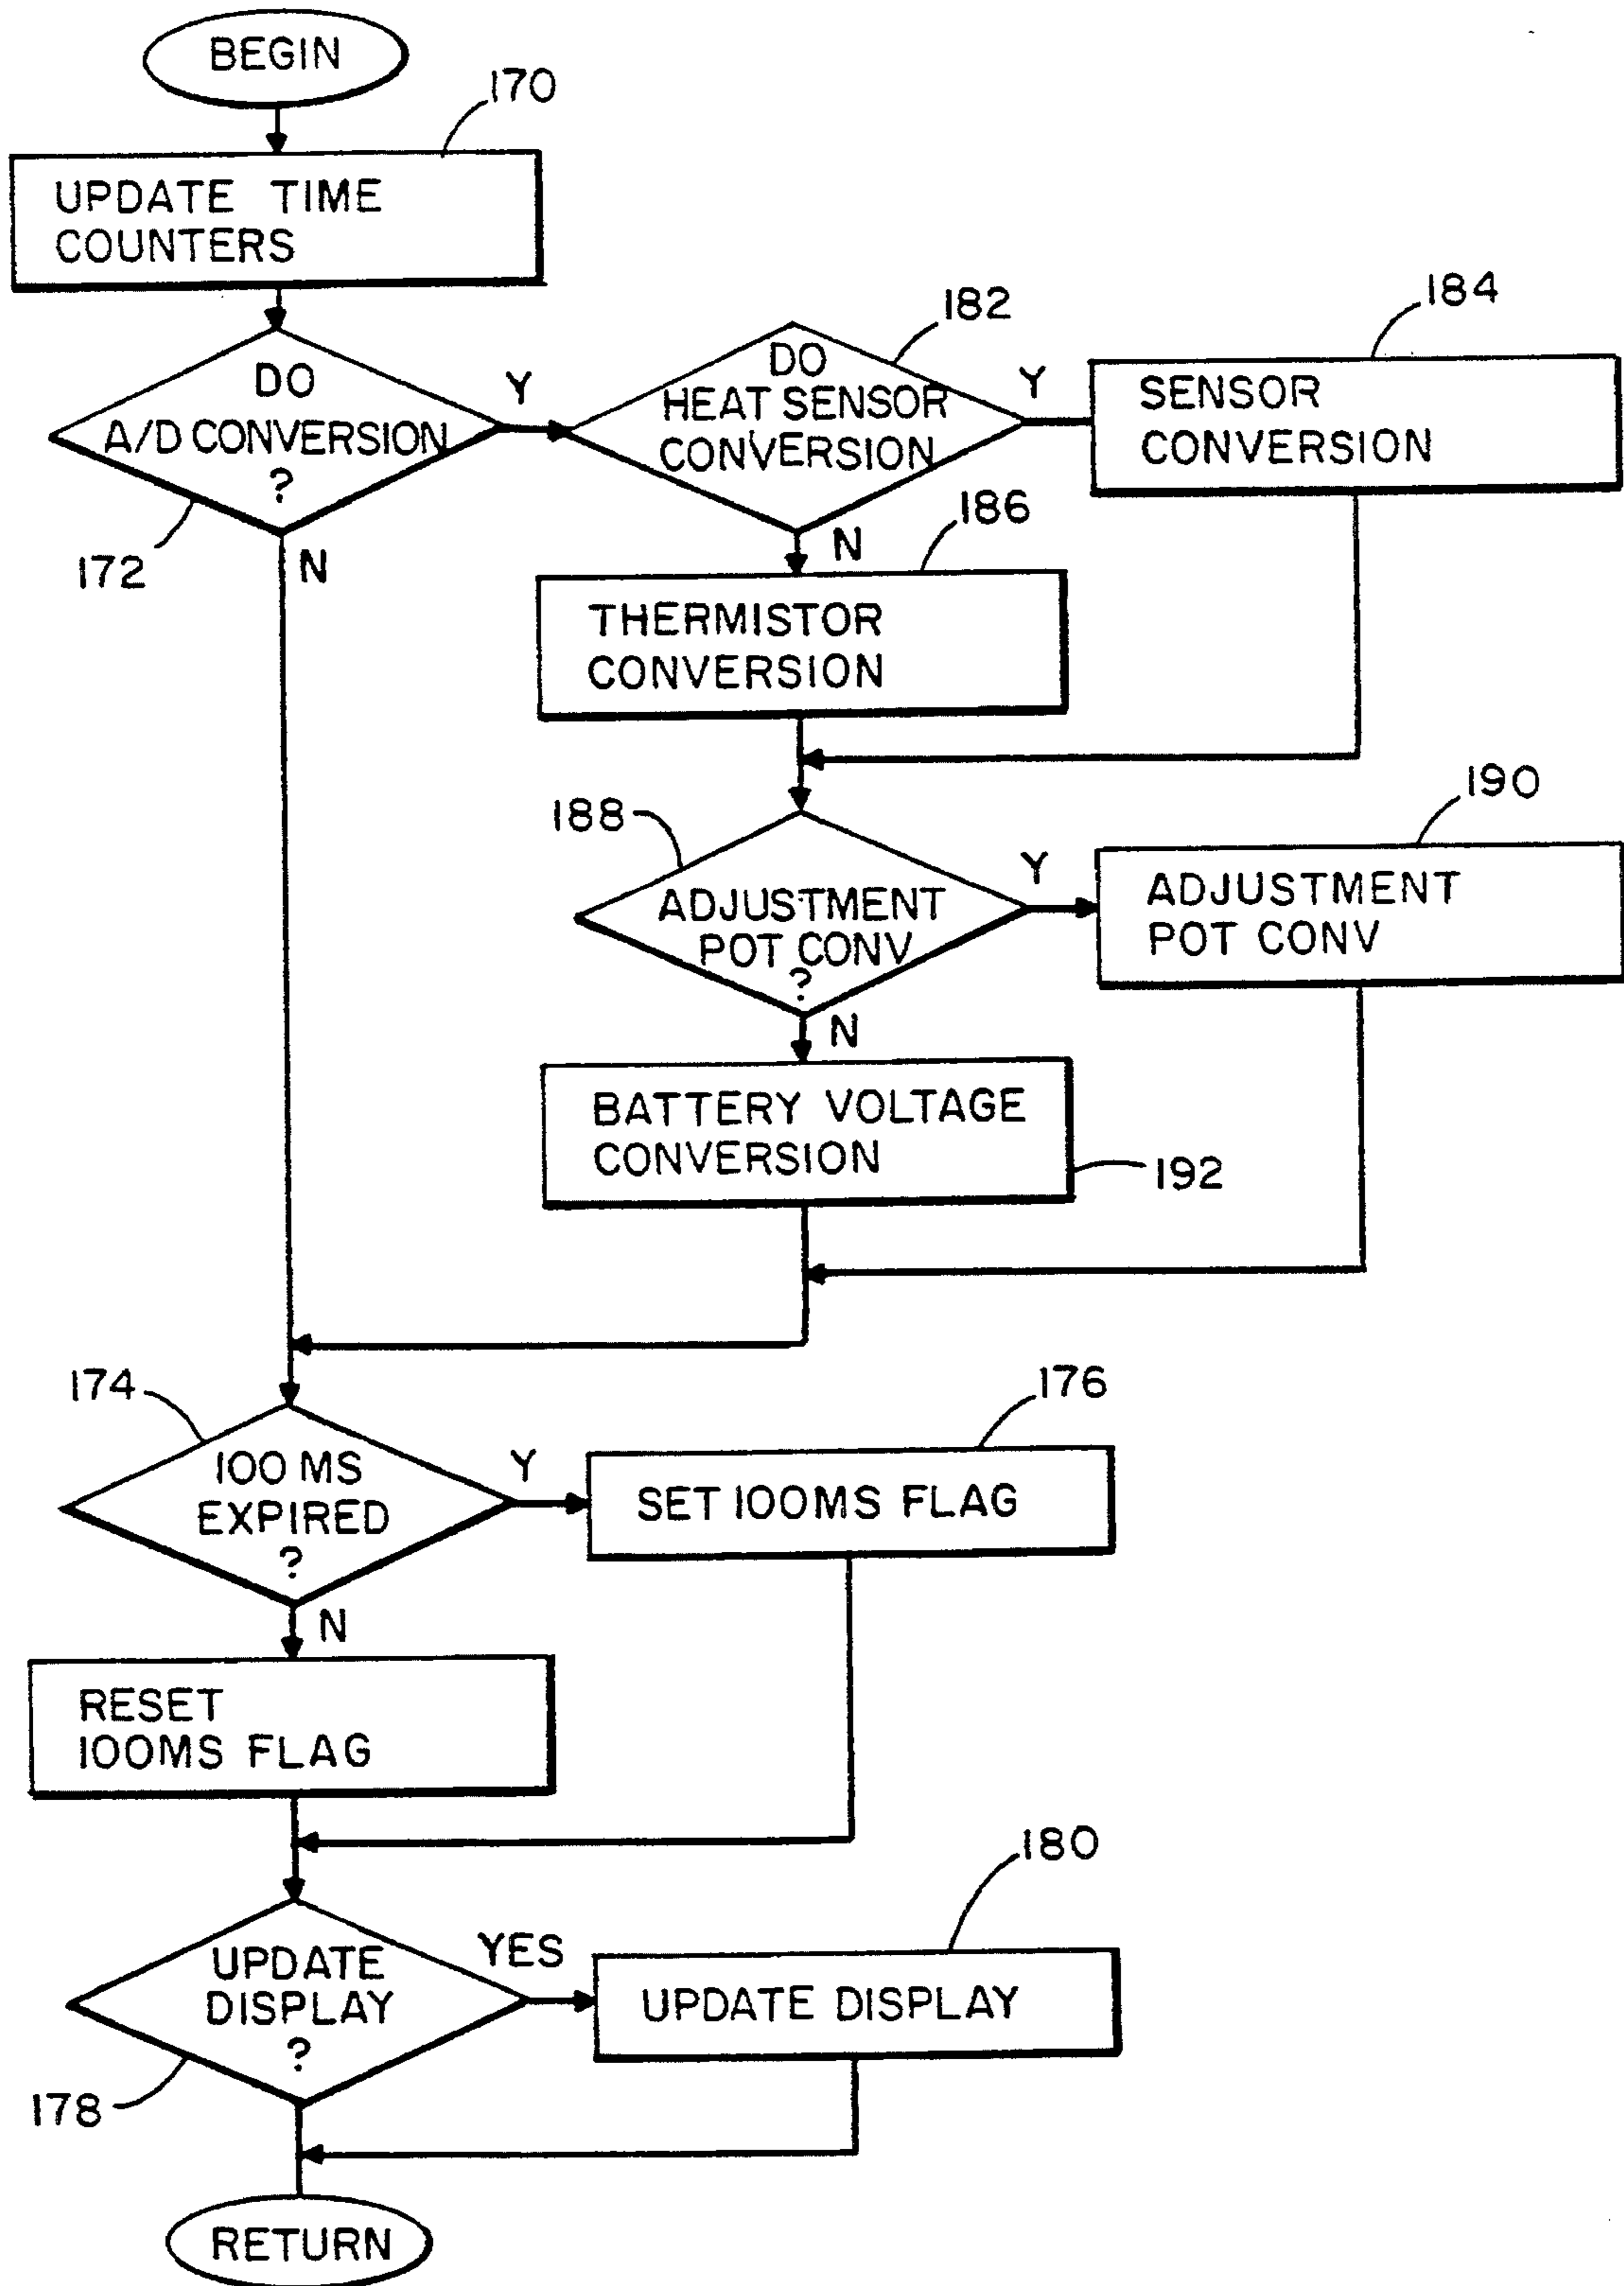 BEGIN
170
UPDATE TIME
COUNTERS
182
184
DO
A/D CONVERSION
?
Y
DO
HEAT SENSOR
CONVERSION
Y
SENSOR
CONVERSION
172
N
N
186
THERMISTOR
CONVERSION
188
190
ADJUSTMENT
POT CONV
?
Y
ADJUSTMENT
POT CONV
N
BATTERY VOLTAGE
CONVERSION
192
174
176
100 MS
EXPIRED
?
Y
SET 100MS FLAG
N
RESET
100MS FLAG
180
UPDATE
DISPLAY
?
YES
UPDATE DISPLAY
178
RETURN